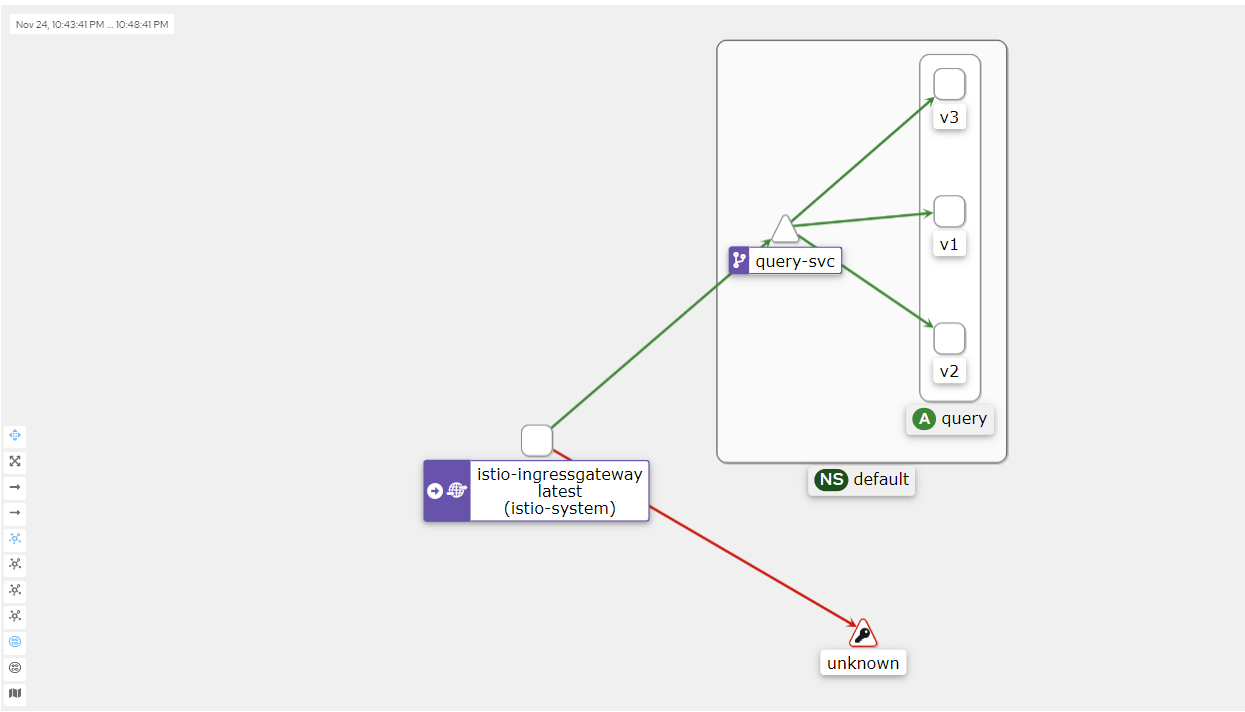 Nov 24, 10:43:41 PM ... 10:48:41 PM
v3
v1
query-svc
v2
A query
NS default
istio-ingressgateway
latest
(istio-system)
unknown